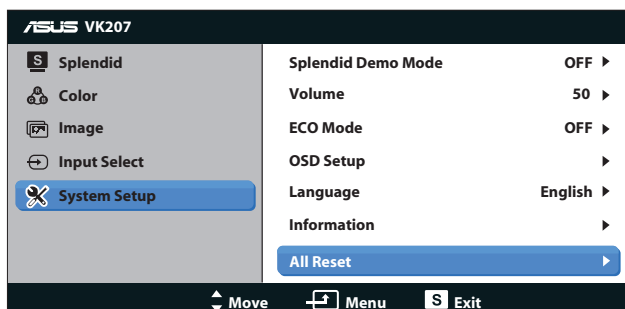 ASUS VK207
S Splendid
Color
Image
Input Select
System Setup
Splendid Demo Mode OFF
Volume 50
ECO Mode OFF
OSD Setup
Language English
Information
All Reset
Move Menu S Exit